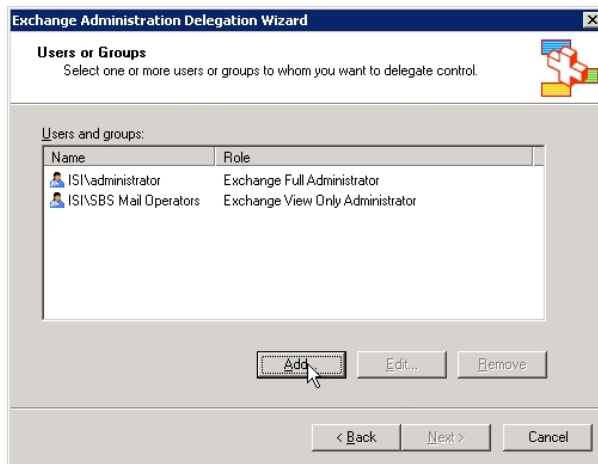 Exchange Administration Delegation Wizard
Users or Groups
Select one or more users or groups to whom you want to delegate control.
Users and groups:
Name Role
ISI\administrator Exchange Full Administrator
ISI\SBS Mail Operators Exchange View Only Administrator
Add... Edit... Remove
< Back Next > Cancel